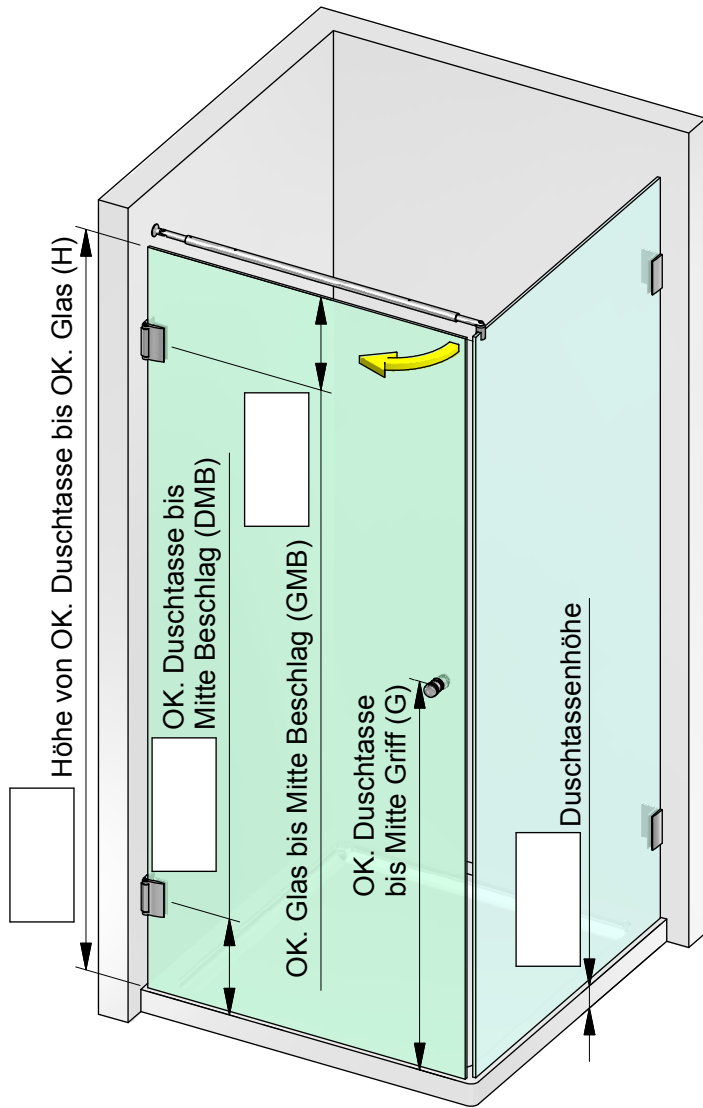 Höhe von OK. Duschtasse bis OK. Glas (H)
OK. Duschtasse bis
Mitte Beschlag (DMB)
OK. Glas bis Mitte Beschlag (GMB)
OK. Duschtasse
bis Mitte Griff (G)
Duschtassenhöhe